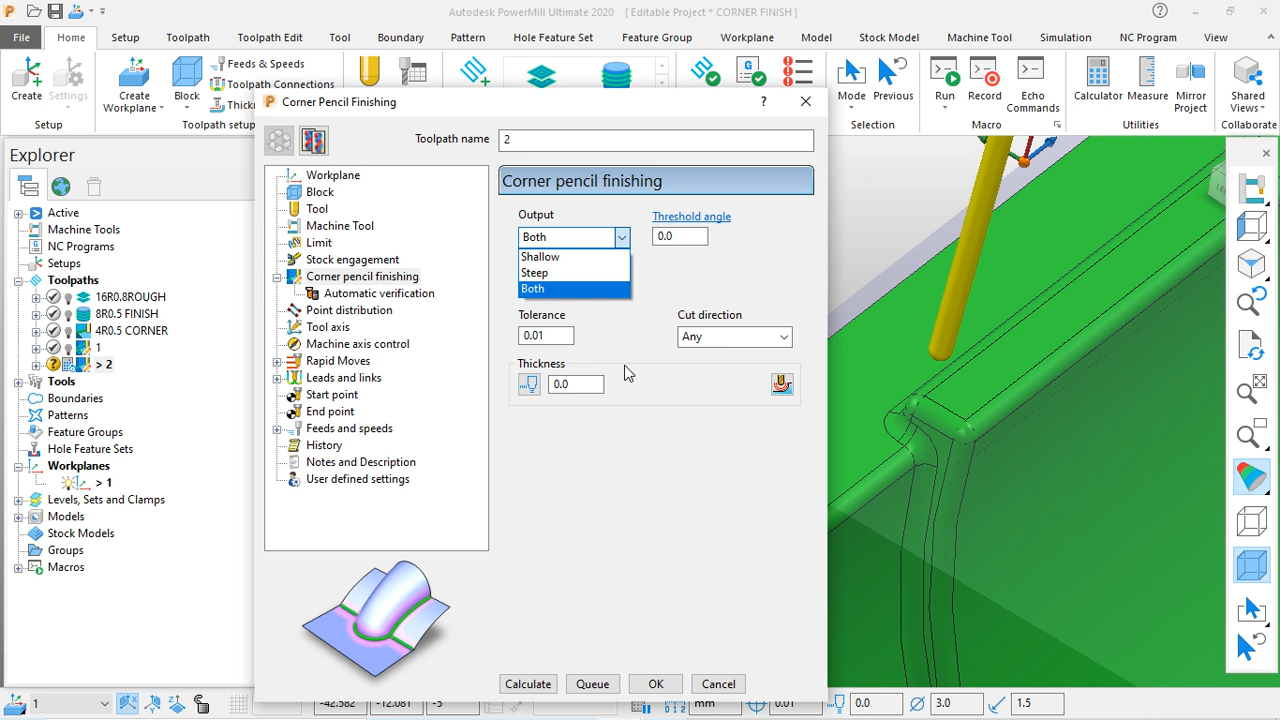 Autodesk PowerMill Ultimate 2020 [ Editable Project * CORNER FINISH ]
File Home Setup Toolpath Toolpath Edit Tool Boundary Pattern Hole Feature Set Feature Group Workplane Model Stock Model Machine Tool Simulation NC Program View
Create Settings
Setup
Create Workplane
Block
Feeds & Speeds
Toolpath Connections
Toolpath setup
Mode Previous
Selection
Run Record Echo Commands
Macro
Calculator Measure Mirror Project
Utilities
Shared Views
Collaborate
Explorer
Active
Machine Tools
NC Programs
Setups
Toolpaths
16R0.8ROUGH
8R0.5 FINISH
4R0.5 CORNER
1
> 2
Tools
Boundaries
Patterns
Feature Groups
Hole Feature Sets
Workplanes
> 1
Levels, Sets and Clamps
Models
Stock Models
Groups
Macros
Corner Pencil Finishing
Toolpath name 2
Workplane
Block
Tool
Machine Tool
Limit
Stock engagement
Corner pencil finishing
Automatic verification
Point distribution
Tool axis
Machine axis control
Rapid Moves
Leads and links
Start point
End point
Feeds and speeds
History
Notes and Description
User defined settings
Corner pencil finishing
Output Threshold angle
Both 0.0
Shallow
Steep
Both
Tolerance Cut direction
0.01 Any
Thickness
0.0
Calculate Queue OK Cancel
1 -42.582 -12.081 -5 mm 0.01 0.0 3.0 1.5